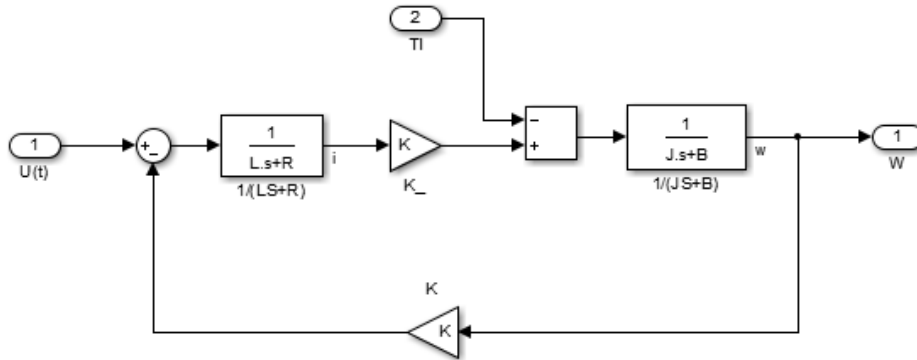 2
Tl
1
U(t)
+
−
1
L.s+R
1/(LS+R)
i
K
K_
−
+
1
J.s+B
1/(JS+B)
w
1
W
K
K